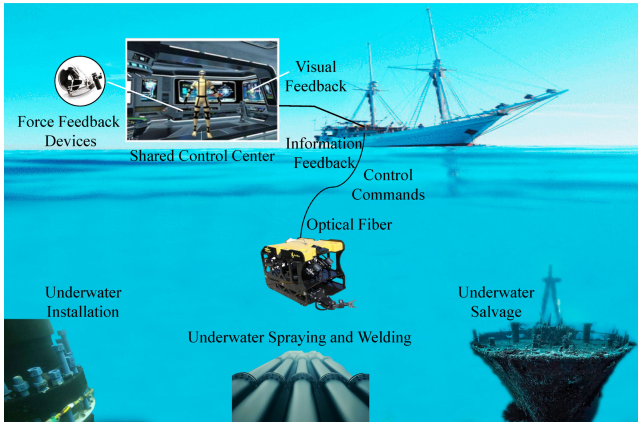 Visual
Feedback
Force Feedback
Devices
Shared Control Center
Information
Feedback
Control
Commands
Optical Fiber
Underwater
Installation
Underwater Spraying and Welding
Underwater
Salvage